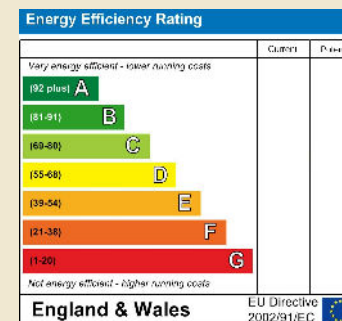 Energy Efficiency Rating
Current
Very energy efficient - lower running costs
(92 plus) A
(81-91) B
(69-80) C
(55-68) D
(39-54) E
(21-38) F
(1-20) G
Not energy efficient - higher running costs
England & Wales
EU Directive
2002/91/EC